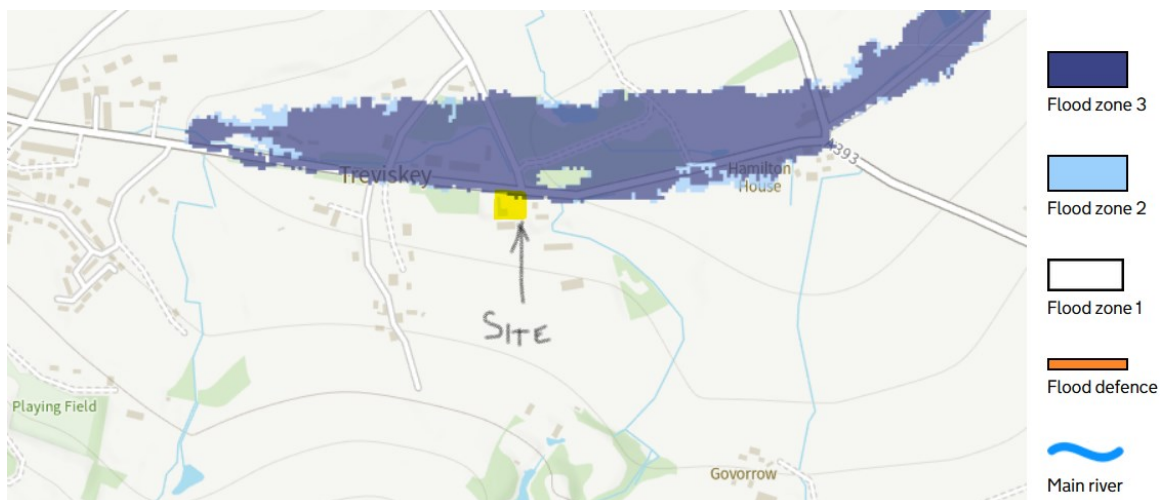 Treviskey
Hamilton
House
A393
SITE
Playing Field
Govorrow
Flood zone 3
Flood zone 2
Flood zone 1
Flood defence
Main river